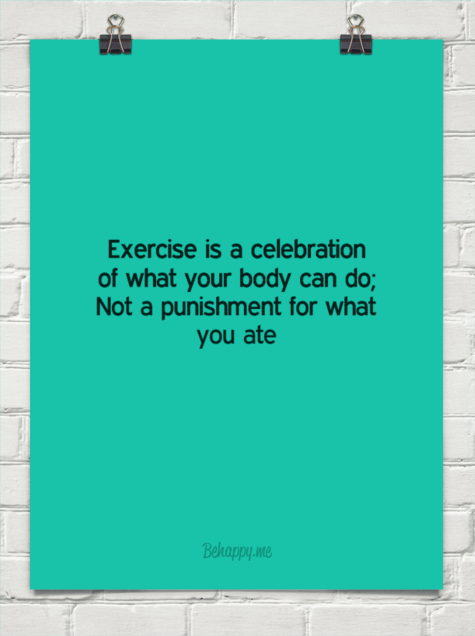 Exercise is a celebration
of what your body can do;
Not a punishment for what
you ate
Behappy.me